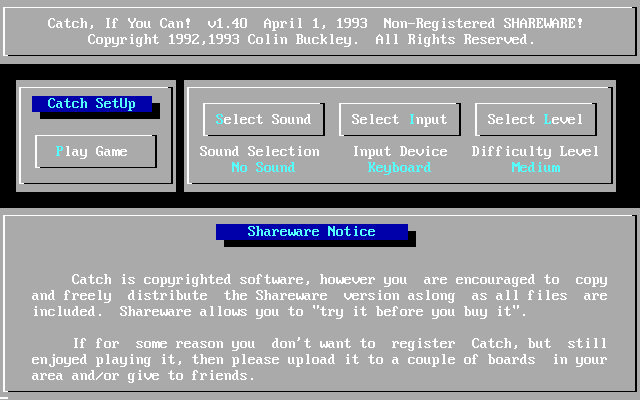 Catch, If You Can!  v1.40  April 1, 1993  Non-Registered SHAREWARE!
Copyright 1992,1993 Colin Buckley.  All Rights Reserved.
Catch SetUp
Play Game
Select Sound
Select Input
Select Level
Sound Selection
Input Device
Difficulty Level
No Sound
Keyboard
Medium
Shareware Notice
Catch is copyrighted software, however you  are encouraged to  copy
and freely  distribute  the Shareware  version aslong  as all files  are
included.  Shareware allows you to "try it before you buy it".
If for  some reason you  don't want to  register  Catch, but  still
enjoyed playing it, then please upload it to a couple of boards  in your
area and/or give to friends.